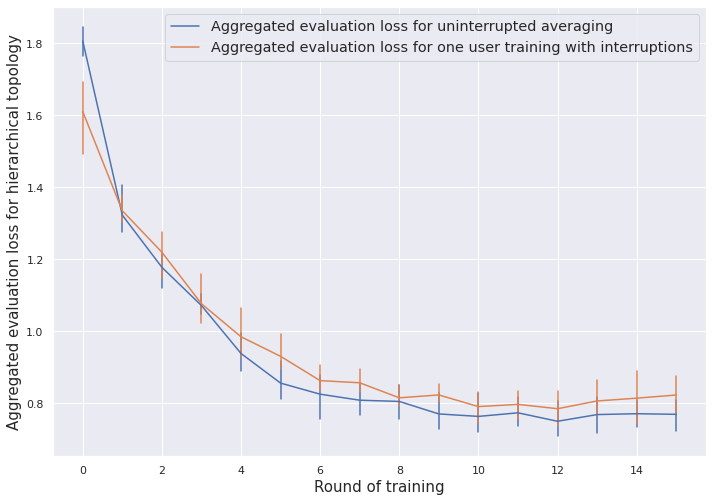 Aggregated evaluation loss for uninterrupted averaging
Aggregated evaluation loss for one user training with interruptions
Aggregated evaluation loss for hierarchical topology
1.8
1.6
1.4
1.2
1.0
0.8
0 2 4 6 8 10 12 14
Round of training